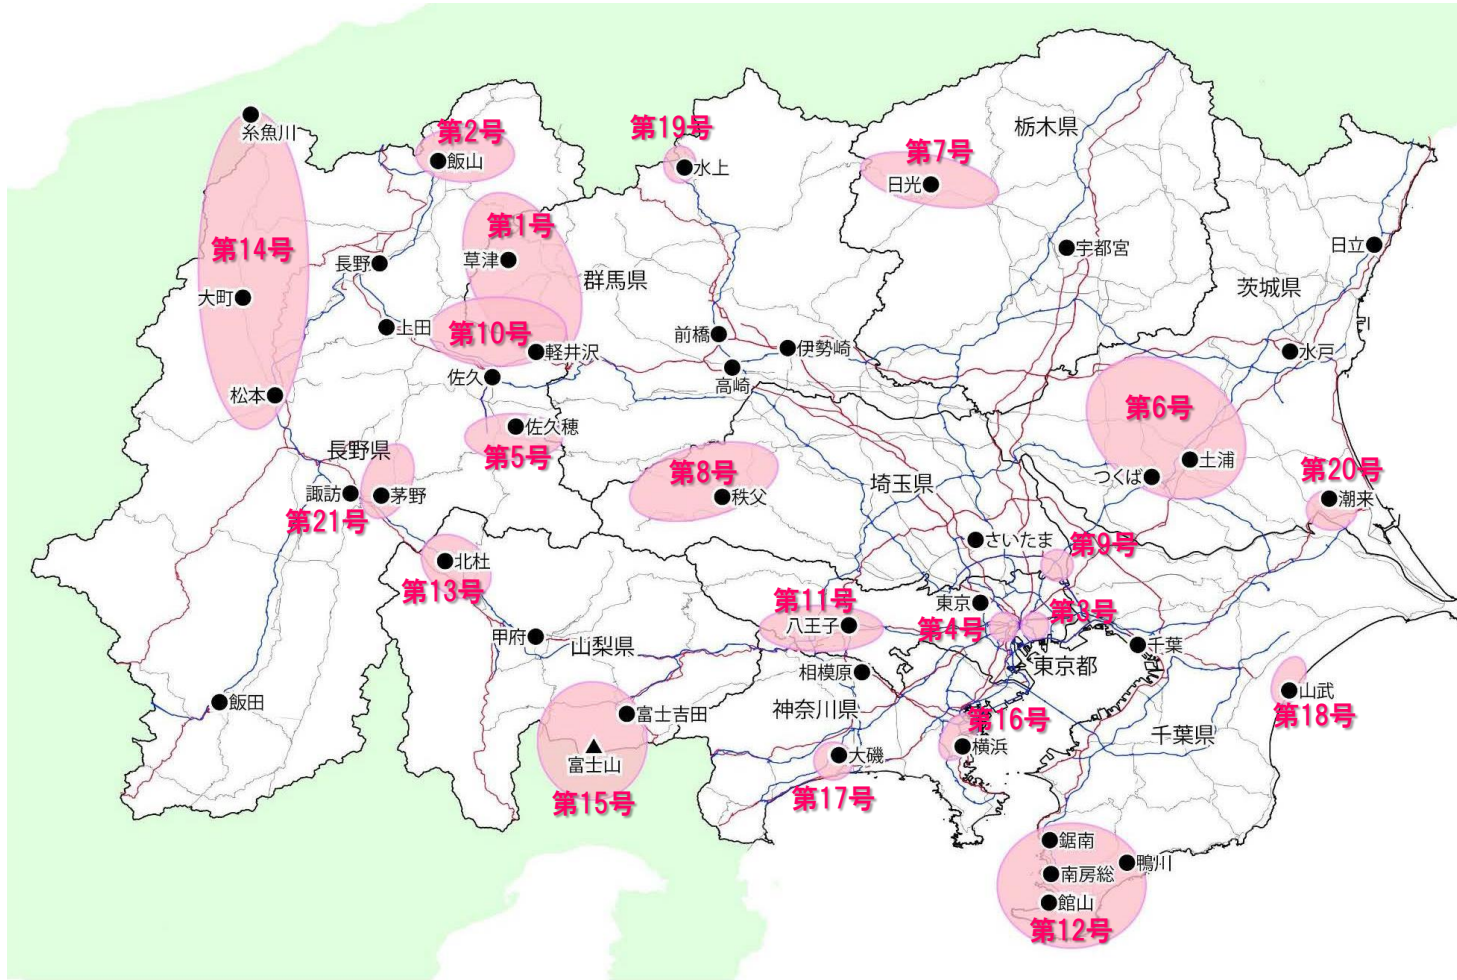 糸魚川
第2号
飯山
第19号
水上
第7号
日光
栃木県
第14号
第1号
草津
長野
群馬県
宇都宮
日立
大町
茨城県
上田
第10号
軽井沢
前橋
伊勢崎
水戸
高崎
佐久
松本
佐久穂
第5号
第6号
長野県
諏訪
茅野
第21号
第8号
秩父
埼玉県
つくば
土浦
第20号
潮来
さいたま
第9号
北杜
第13号
第11号
八王子
東京
第4号
第3号
甲府
山梨県
千葉
東京都
相模原
飯田
富士吉田
神奈川県
第16号
横浜
山武
第18号
千葉県
富士山
第15号
大磯
第17号
鋸南
鴨川
南房総
館山
第12号